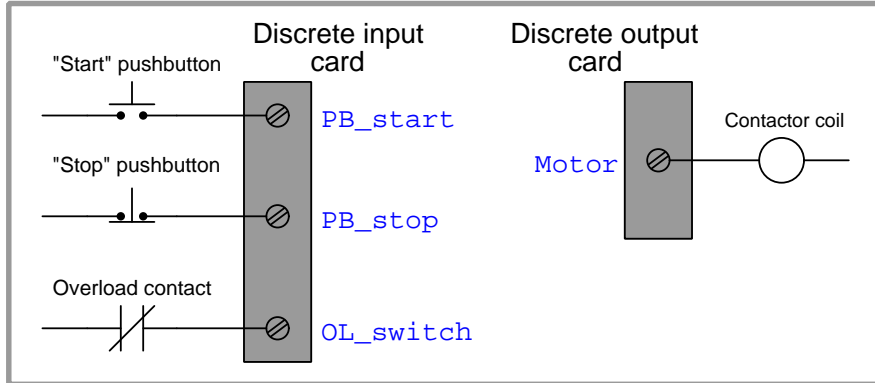 Discrete input
card
"Start" pushbutton
PB_start
"Stop" pushbutton
PB_stop
Overload contact
OL_switch
Discrete output
card
Motor
Contactor coil